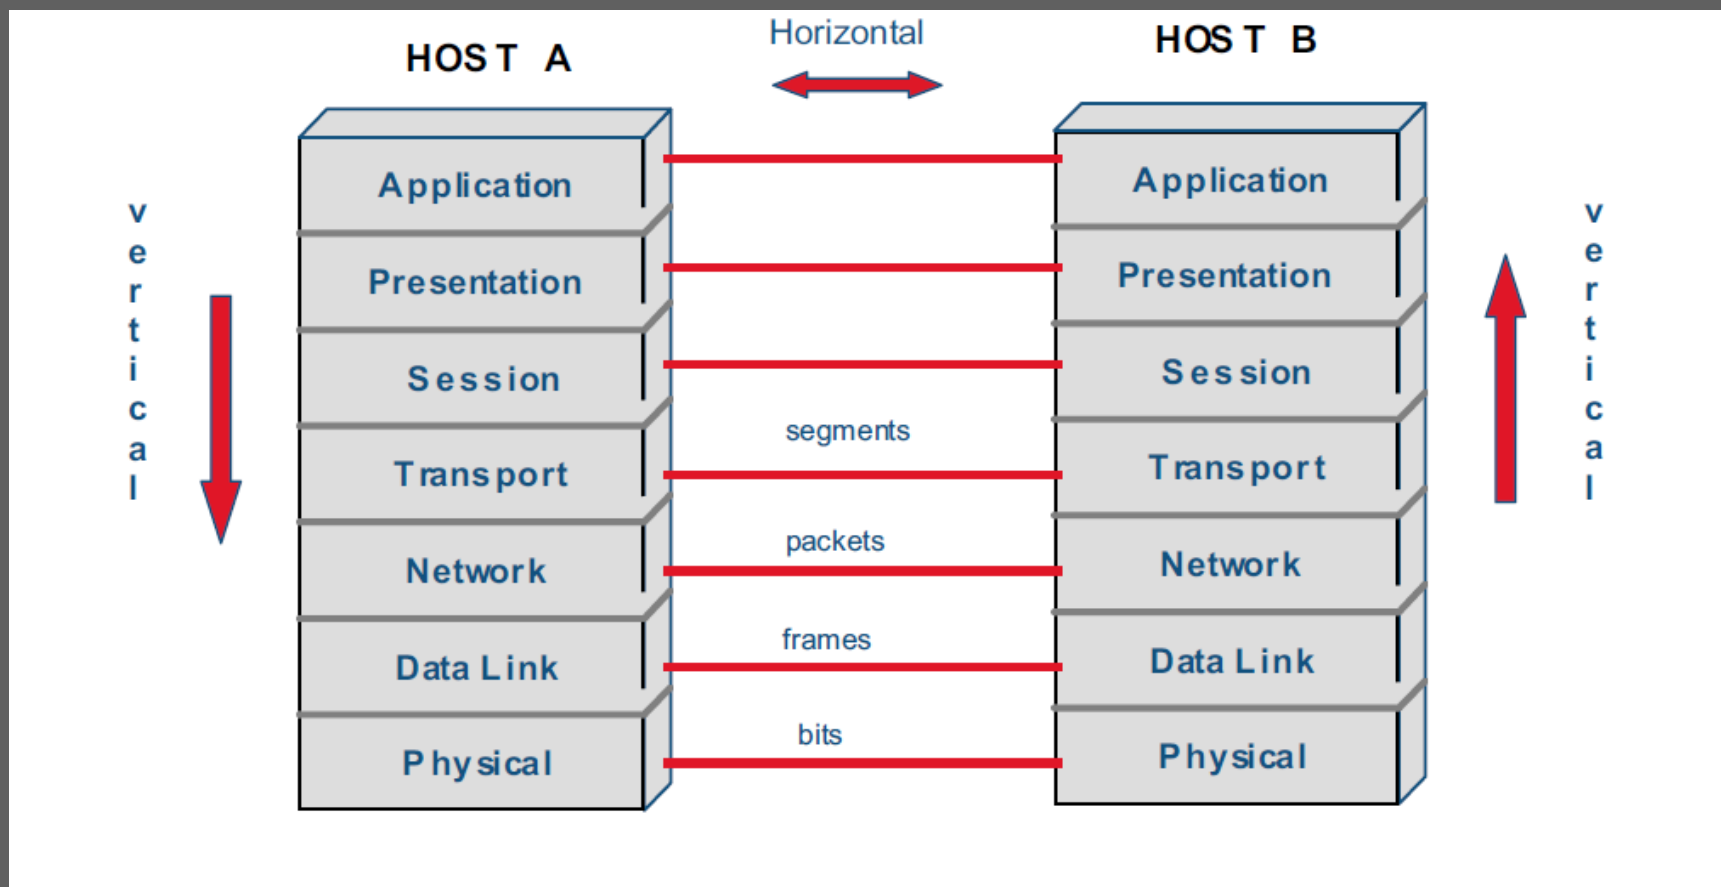 Horizontal
HOST A
HOST B
vertical
Application
Presentation
Session
Transport
Network
Data Link
Physical
segments
packets
frames
bits
Application
Presentation
Session
Transport
Network
Data Link
Physical
vertical